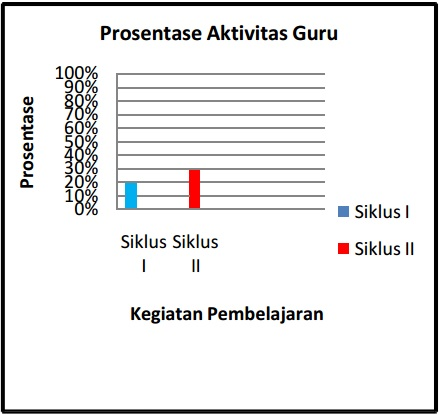 Prosentase Aktivitas Guru
Prosentase
100%
90%
80%
70%
60%
50%
40%
30%
20%
10%
0%
Siklus I
Siklus II
Siklus I
Siklus II
Kegiatan Pembelajaran